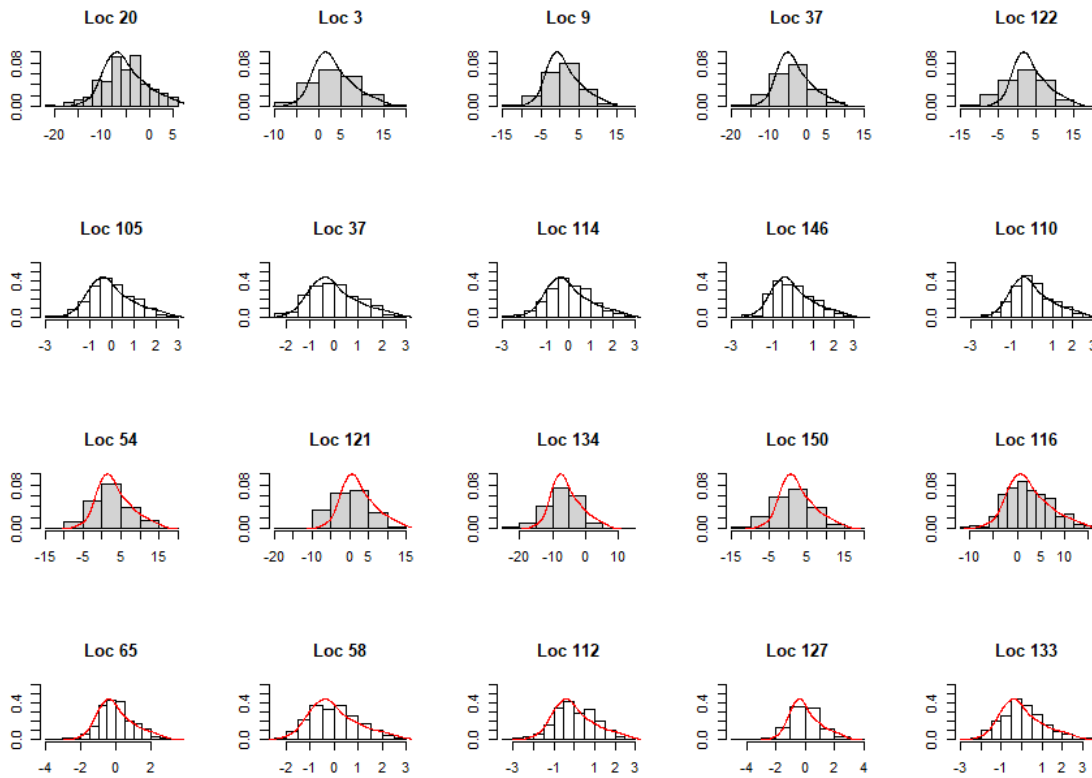 Loc 20 Loc 3 Loc 9 Loc 37 Loc 122
0.00 0.08 0.00 0.08 0.00 0.08 0.00 0.08 0.00 0.08
-20 -10 0 5 -10 0 5 20 -15 -5 5 15 -20 -10 0 15 -15 -5 5 15
Loc 105 Loc 37 Loc 114 Loc 146 Loc 110
0.0 0.4 0.0 0.4 0.0 0.4 0.0 0.4 0.0 0.4
-3 -1 0 1 2 3 -2 0 1 2 3 -3 -1 0 1 2 3 -3 -1 0 1 2 3 -3 -1 0 1 2 3
Loc 54 Loc 121 Loc 134 Loc 150 Loc 116
0.00 0.08 0.00 0.08 0.00 0.08 0.00 0.08 0.00 0.08
-15 -5 5 15 -20 -10 0 5 15 -20 -10 0 10 -15 -5 5 15 -10 0 5 10
Loc 65 Loc 58 Loc 112 Loc 127 Loc 133
0.0 0.4 0.0 0.4 0.0 0.4 0.0 0.4 0.0 0.4
-4 -2 0 2 -2 0 1 2 3 -3 -1 0 1 2 3 -4 -2 0 2 4 -3 -1 0 1 2 3